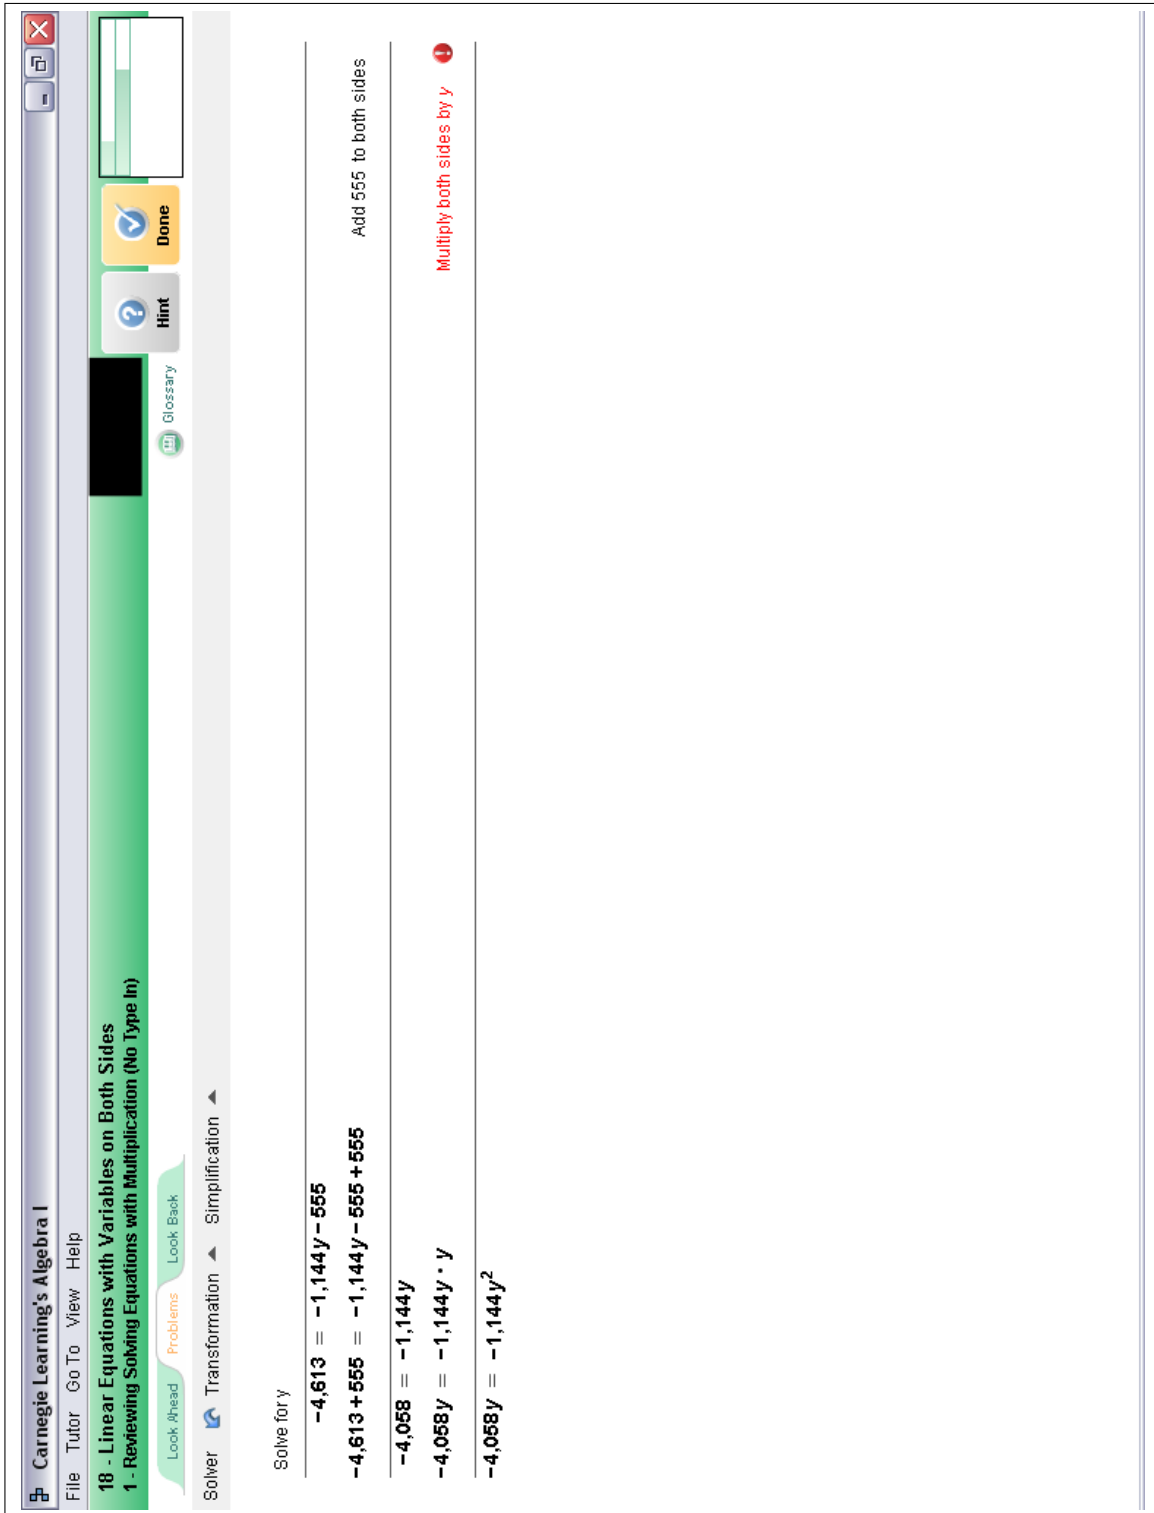 Carnegie Learning's Algebra I
File Tutor Go To View Help
18 - Linear Equations with Variables on Both Sides
1 - Reviewing Solving Equations with Multiplication (No Type In)
Hint
Done
Look Ahead Problems Look Back
Glossary
Solver Transformation Simplification
Solve for y
−4,613 = −1,144y − 555
−4,613 + 555 = −1,144y − 555 + 555 Add 555 to both sides
−4,058 = −1,144y
−4,058y = −1,144y · y Multiply both sides by y
−4,058y = −1,144y²